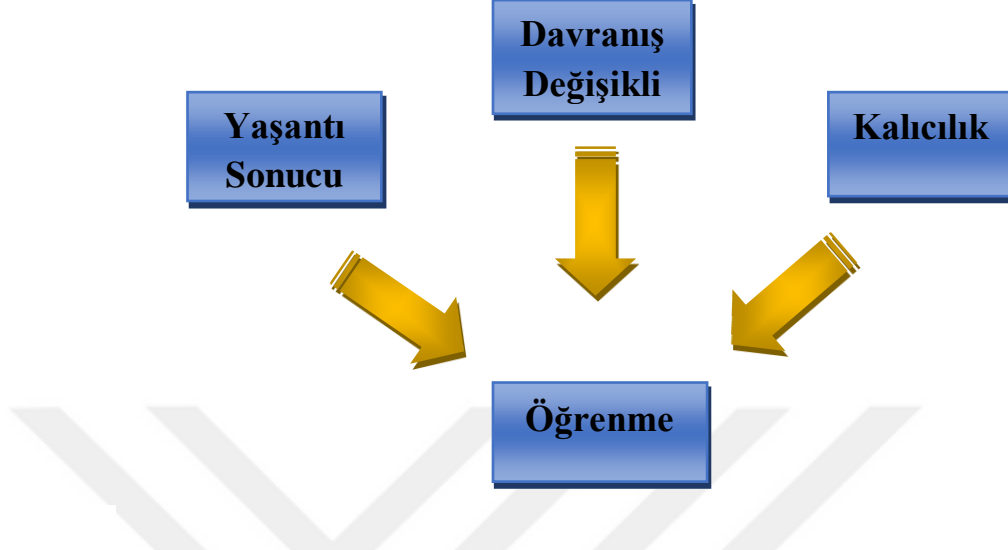 Davranış
Değişikli
Yaşantı
Sonucu
Kalıcılık
Öğrenme